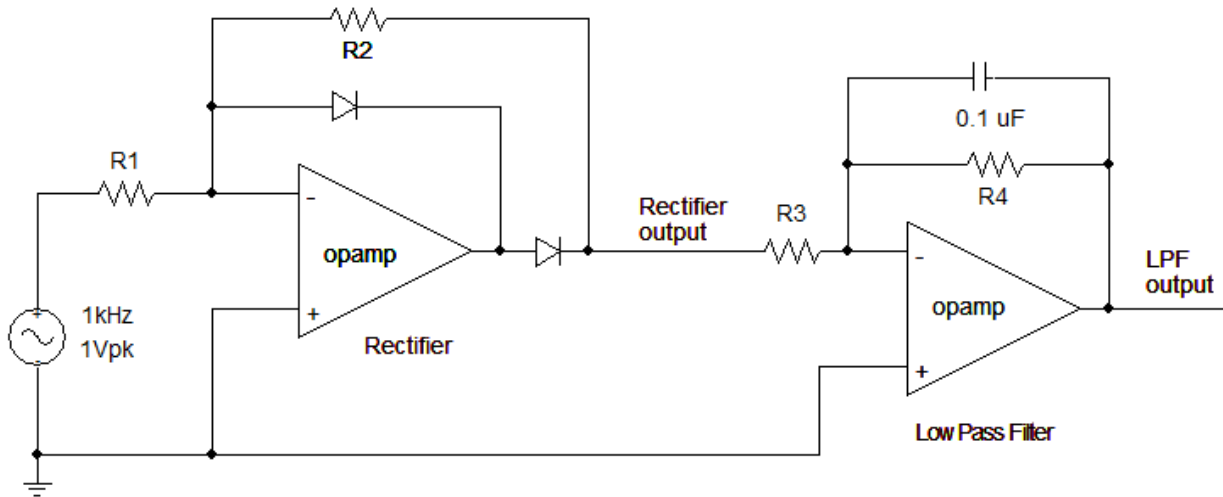 R2
0.1 uF
R1
R4
Rectifier
output
R3
-
opamp
+
-
opamp
+
LPF
output
1kHz
1Vpk
Rectifier
Low Pass Filter